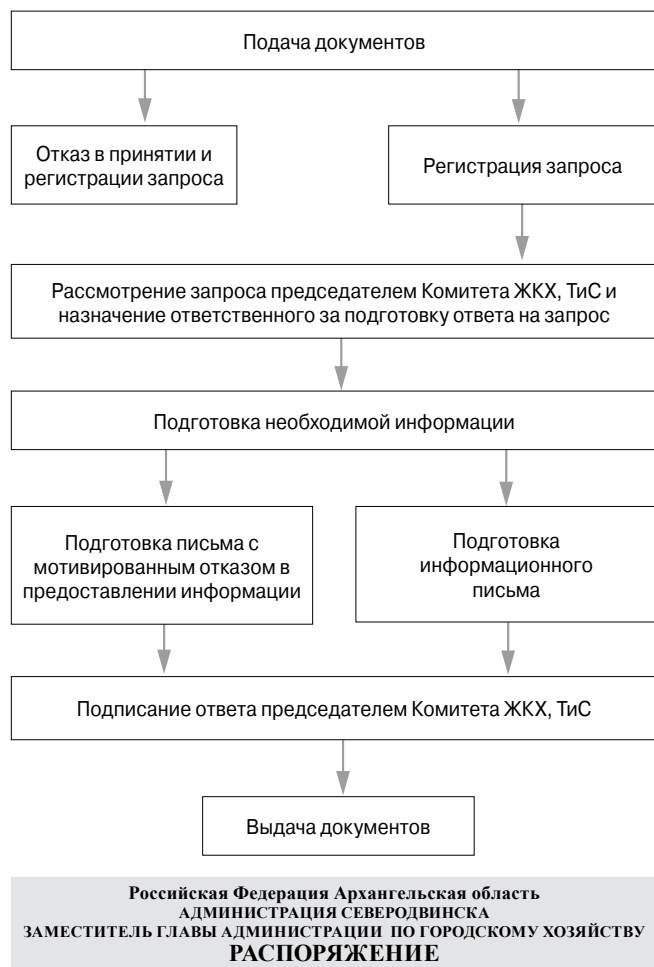 Подача документов
Отказ в принятии и
регистрации запроса
Регистрация запроса
Рассмотрение запроса председателем Комитета ЖКХ, ТиС и
назначение ответственного за подготовку ответа на запрос
Подготовка необходимой информации
Подготовка письма с
мотивированным отказом в
предоставлении информации
Подготовка
информационного
письма
Подписание ответа председателем Комитета ЖКХ, ТиС
Выдача документов
Российская Федерация Архангельская область
АДМИНИСТРАЦИЯ СЕВЕРОДВИНСКА
ЗАМЕСТИТЕЛЬ ГЛАВЫ АДМИНИСТРАЦИИ ПО ГОРОДСКОМУ ХОЗЯЙСТВУ
РАСПОРЯЖЕНИЕ